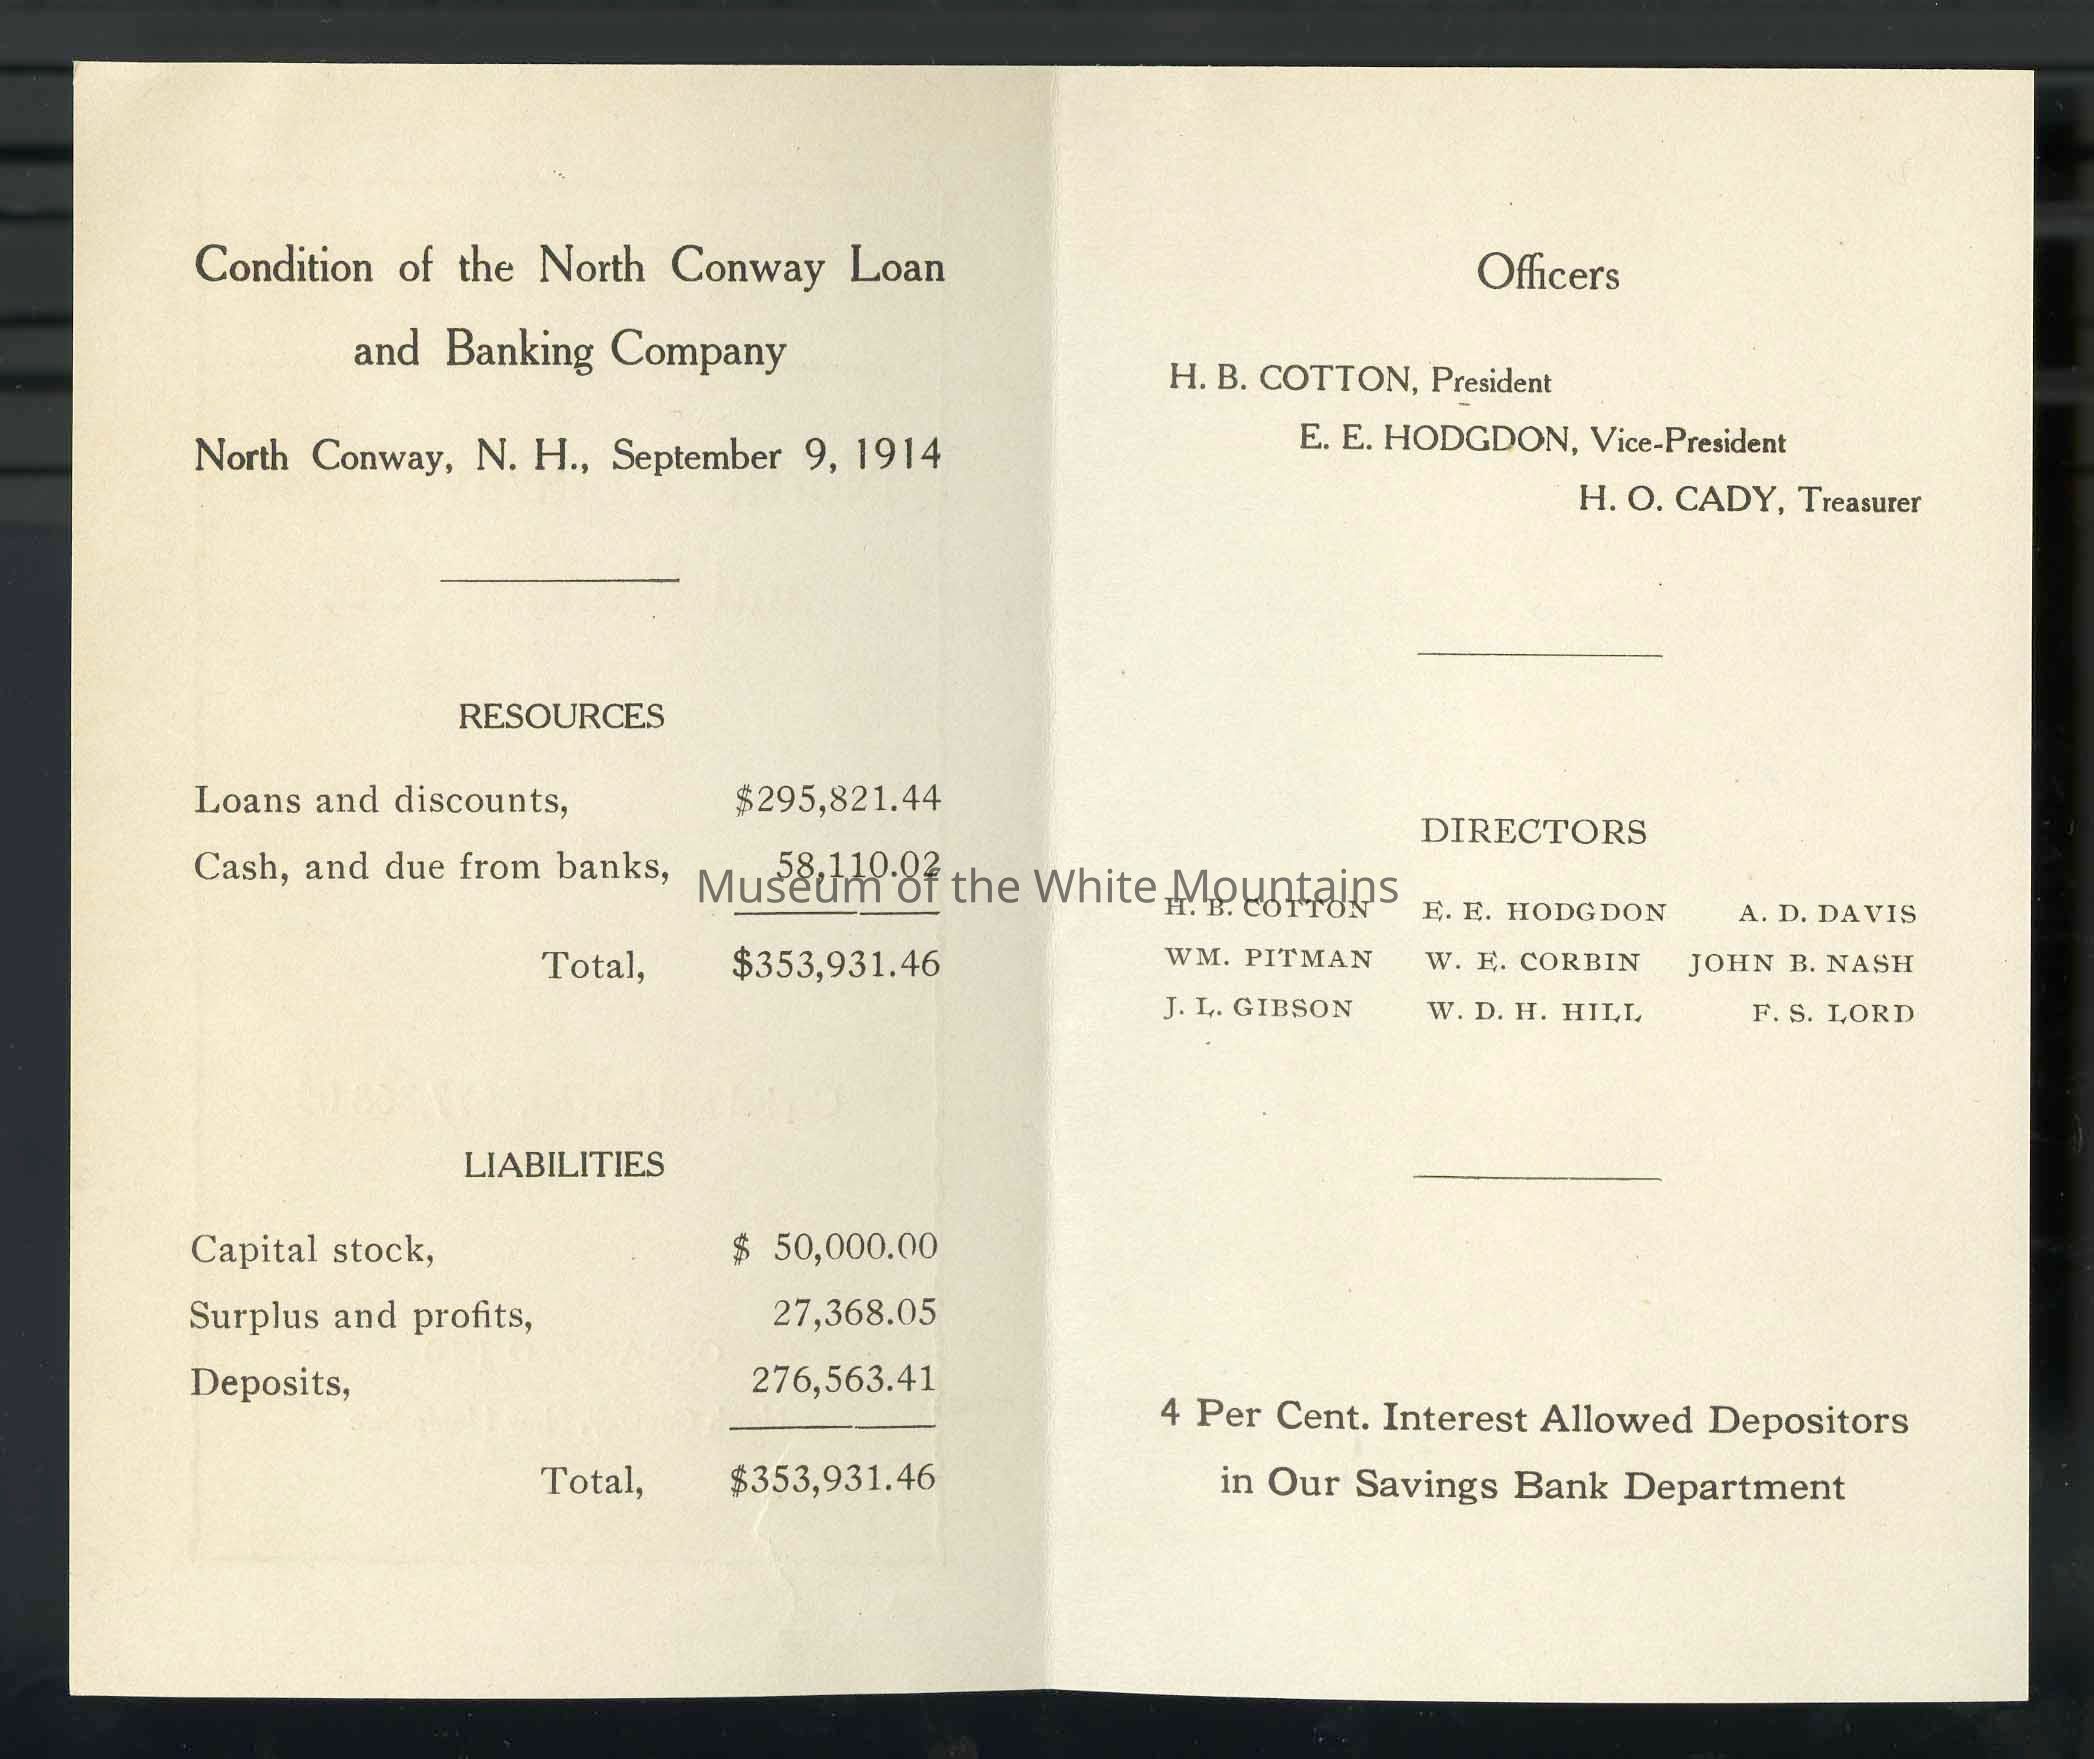 Condition of the North Conway Loan
and Banking Company
North Conway, N. H., September 9, 1914
RESOURCES
Loans and discounts, $295,821.44
Cash, and due from banks, 58,110.02
Total, $353,931.46
LIABILITIES
Capital stock, $ 50,000.00
Surplus and profits, 27,368.05
Deposits, 276,563.41
Total, $353,931.46
Officers
H. B. COTTON, President
E. E. HODGDON, Vice-President
H. O. CADY, Treasurer
DIRECTORS
H. B. COTTON E. E. HODGDON A. D. DAVIS
WM. PITMAN W. E. CORBIN JOHN B. NASH
J. L. GIBSON W. D. H. HILL F. S. LORD
4 Per Cent. Interest Allowed Depositors
in Our Savings Bank Department
Museum of the White Mountains